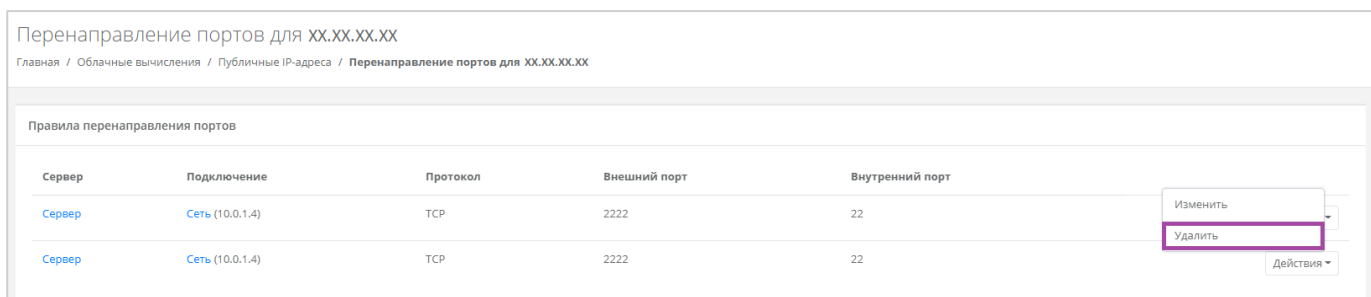 Перенаправление портов для XX.XX.XX.XX
Главная / Облачные вычисления / Публичные IP-адреса / Перенаправление портов для XX.XX.XX.XX
Правила перенаправления портов
Сервер Подключение Протокол Внешний порт Внутренний порт
Изменить
Сервер Сеть (10.0.1.4) TCP 2222 22
Удалить
Сервер Сеть (10.0.1.4) TCP 2222 22 Действия